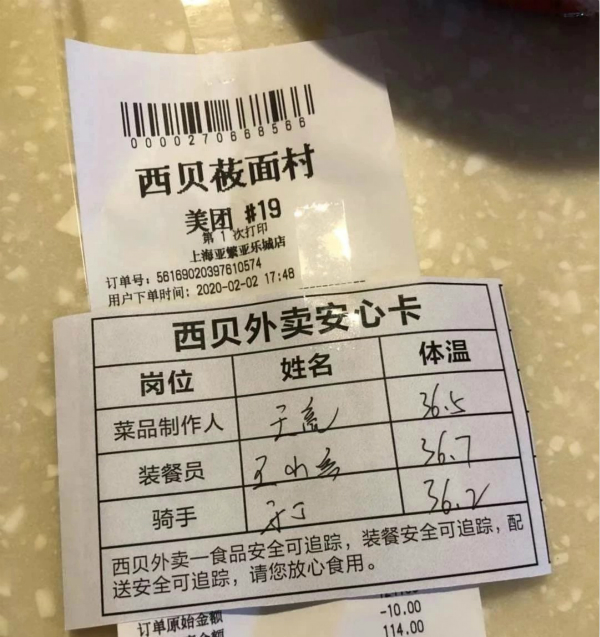 0000270668566
西贝莜面村
美团 #19
第 1 次打印
上海亚繁亚乐城店
订单号: 56169020397610574
用户下单时间: 2020-02-02 17:48
西贝外卖安心卡
岗位 姓名 体温
菜品制作人 36.5
装餐员 36.7
骑手 36.2
西贝外卖—食品安全可追踪，装餐安全可追踪，配
送安全可追踪，请您放心食用。
订单原始金额
-10.00
114.00